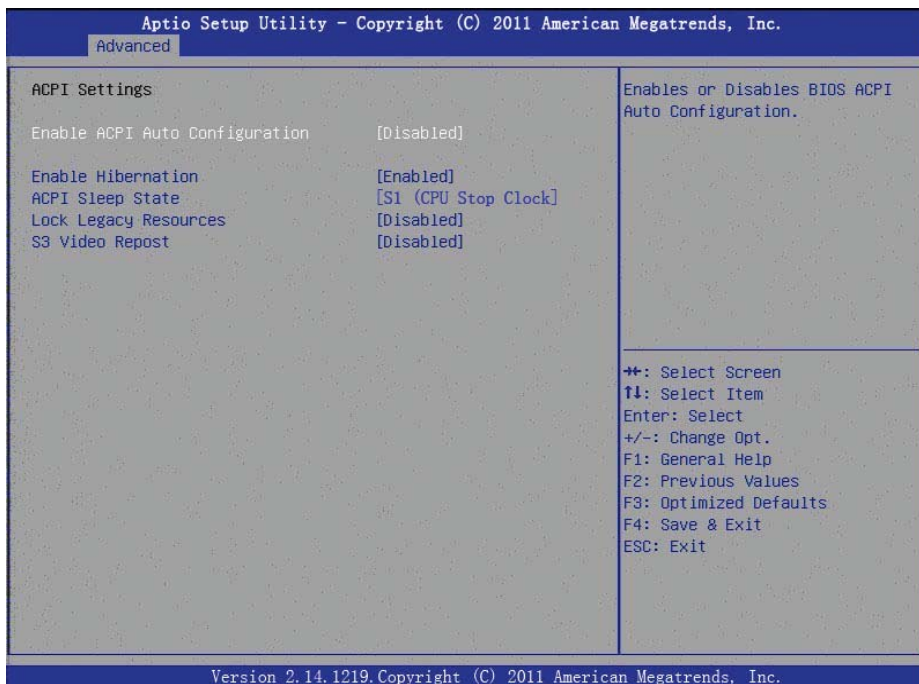 Aptio Setup Utility - Copyright (C) 2011 American Megatrends, Inc.
Advanced
ACPI Settings
Enable ACPI Auto Configuration [Disabled]
Enable Hibernation [Enabled]
ACPI Sleep State [S1 (CPU Stop Clock]
Lock Legacy Resources [Disabled]
S3 Video Repost [Disabled]
Enables or Disables BIOS ACPI
Auto Configuration.
→←: Select Screen
↑↓: Select Item
Enter: Select
+/-: Change Opt.
F1: General Help
F2: Previous Values
F3: Optimized Defaults
F4: Save & Exit
ESC: Exit
Version 2.14.1219.Copyright (C) 2011 American Megatrends, Inc.